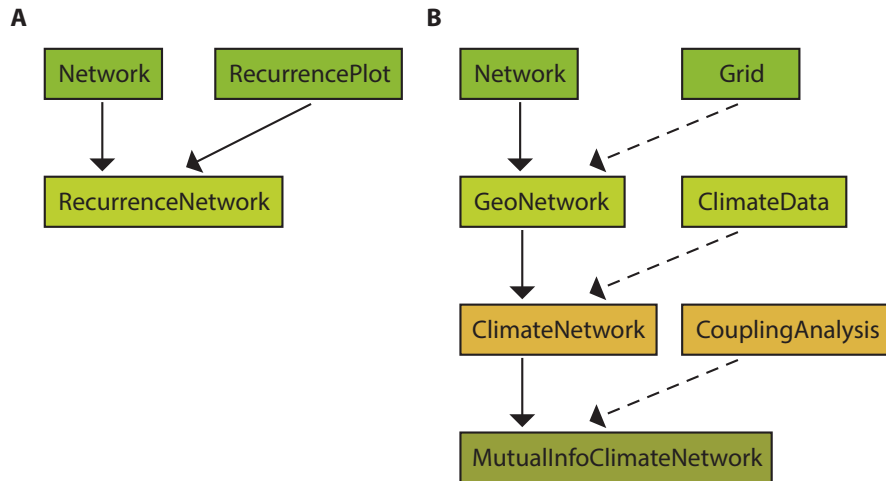 A
Network
RecurrencePlot
RecurrenceNetwork
B
Network
Grid
GeoNetwork
ClimateData
ClimateNetwork
CouplingAnalysis
MutualInfoClimateNetwork